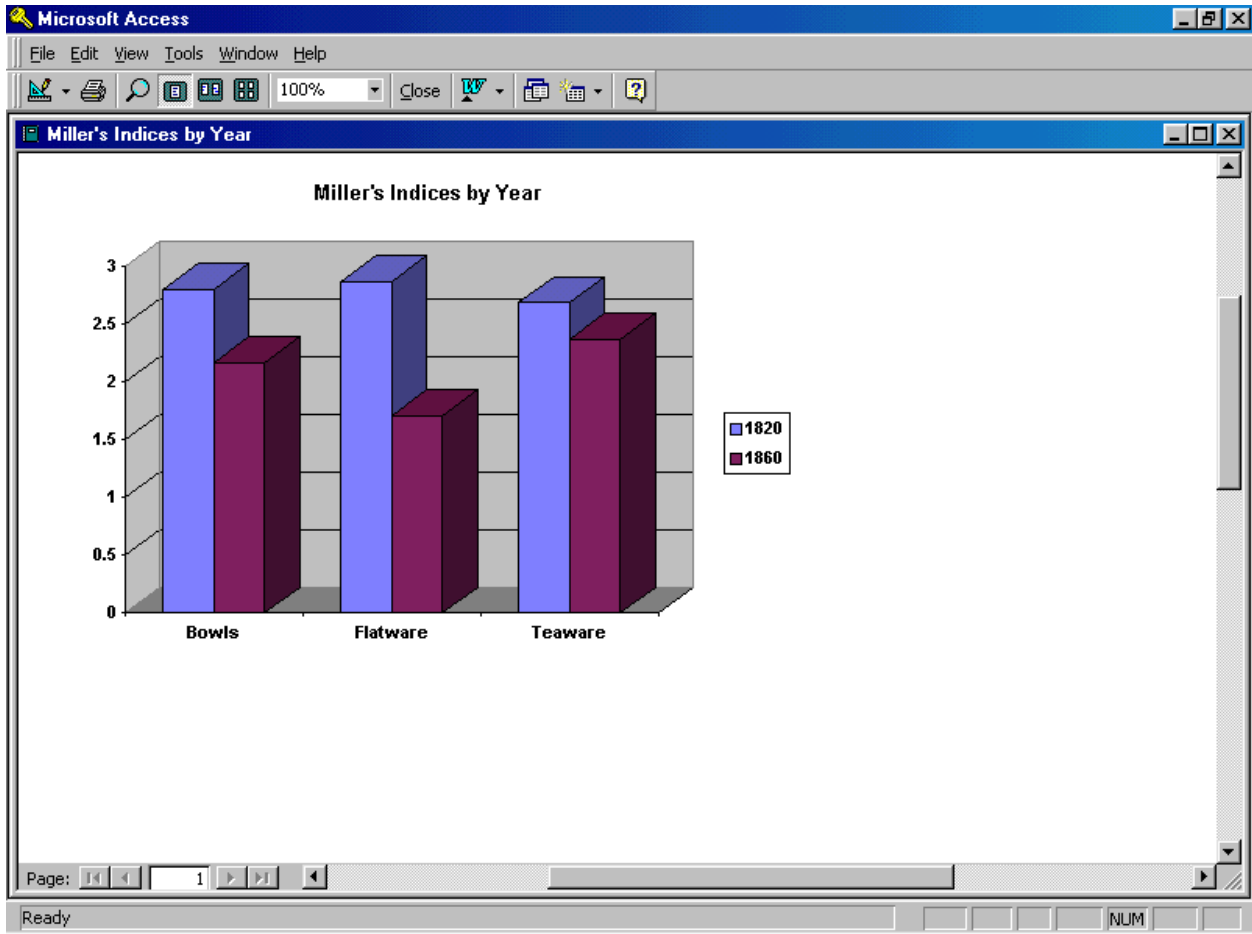 Microsoft Access
File Edit View Tools Window Help
100% Close W
Miller's Indices by Year
Miller's Indices by Year
3
2.5
2
1.5
1
0.5
0
Bowls Flatware Teaware
1820
1860
Page: 1
Ready NUM